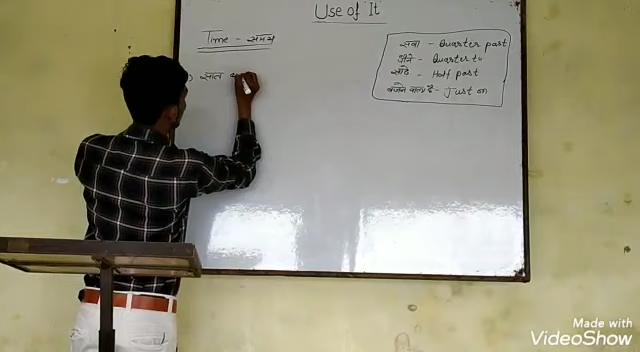 Use of It
Time - समय
सवा - Quarter past
पौने - Quarter to
साढे - Half past
बजने वाला है - Just on
) सात
Made with
VideoShow